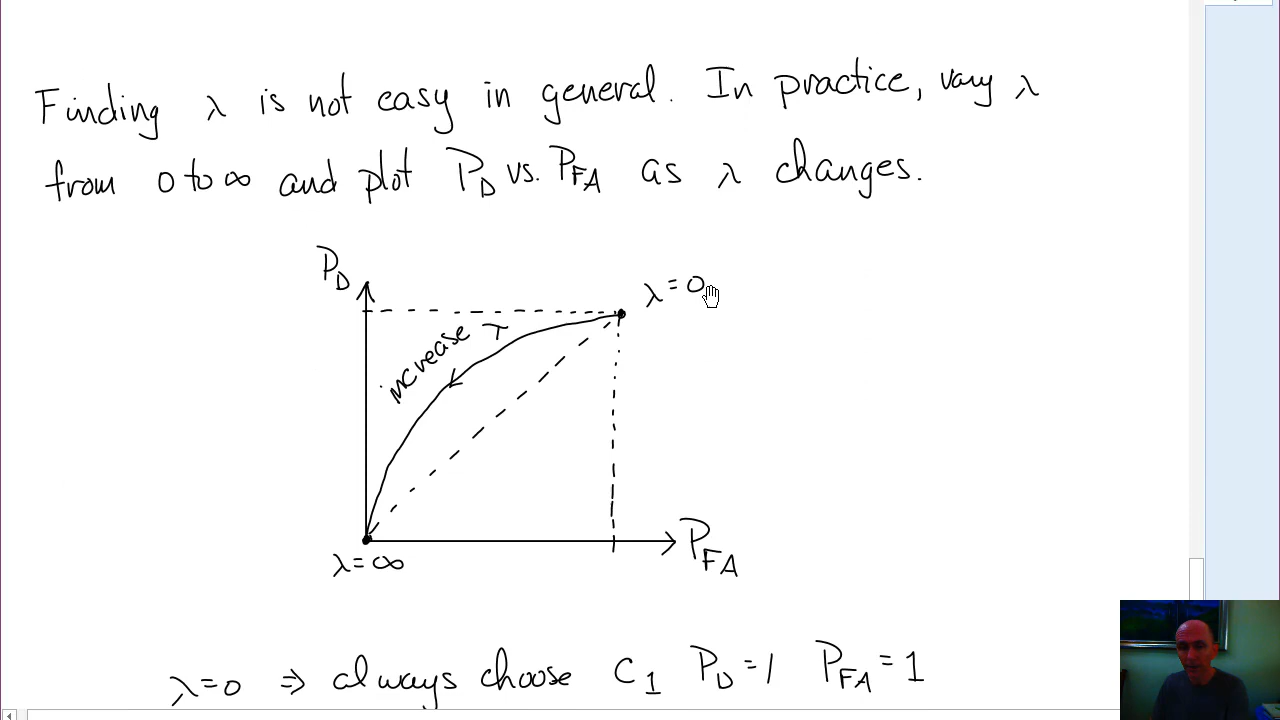 Finding λ is not easy in general. In practice, vary λ
from 0 to ∞ and plot P_D vs. P_FA as λ changes.
P_D
λ = 0
increase λ
P_FA
λ = ∞
λ=0 ⇒ always choose C_1 P_D = 1 P_FA = 1